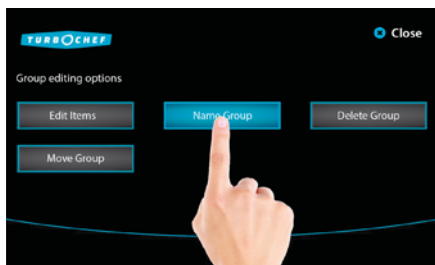 TURBOCHEF
Close
Group editing options
Edit Items
Name Group
Delete Group
Move Group